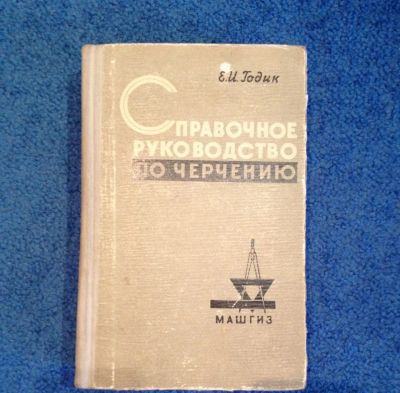 Е.И. Годик
СПРАВОЧНОЕ
РУКОВОДСТВО
ПО ЧЕРЧЕНИЮ
МАШГИЗ